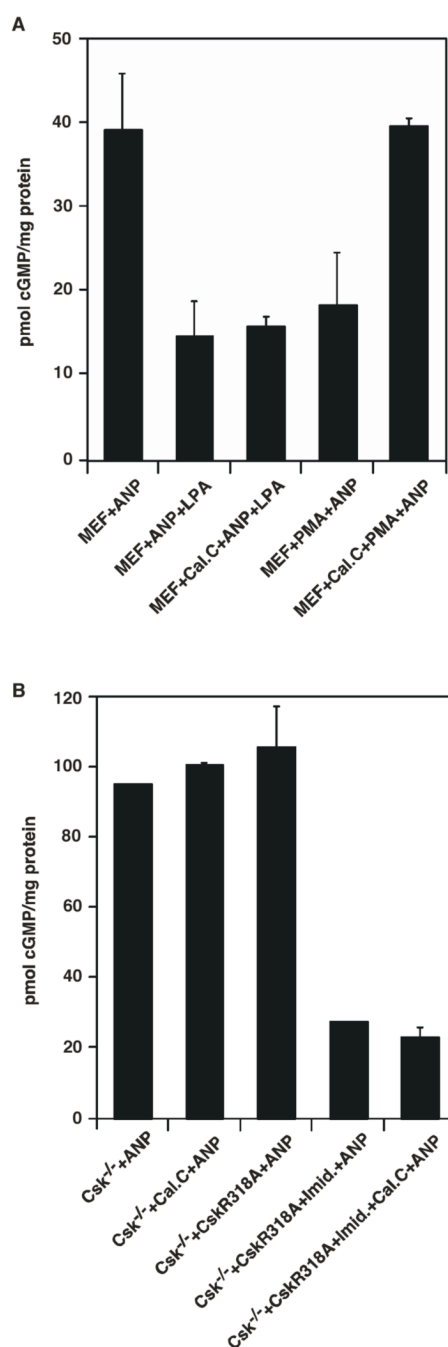 A
50
40
30
20
10
0
pmol cGMP/mg protein
MEF+ANP
MEF+ANP+LPA
MEF+Cal.C+ANP+LPA
MEF+PMA+ANP
MEF+Cal.C+PMA+ANP
B
120
100
80
60
40
20
0
pmol cGMP/mg protein
Csk⁻/⁻+ANP
Csk⁻/⁻+Cal.C+ANP
Csk⁻/⁻+CskR318A+ANP
Csk⁻/⁻+CskR318A+Imid.+ANP
Csk⁻/⁻+CskR318A+Imid.+Cal.C+ANP